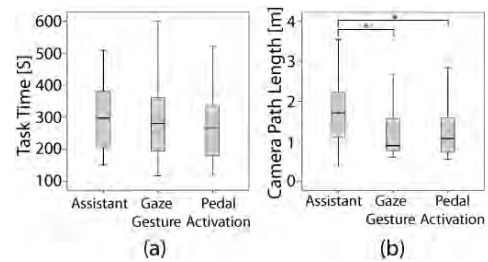 Task Time [S]
600
500
400
300
200
100
Assistant Gaze Pedal
Gesture Activation
(a)
Camera Path Length [m]
4
3
2
1
0
Assistant Gaze Pedal
Gesture Activation
(b)